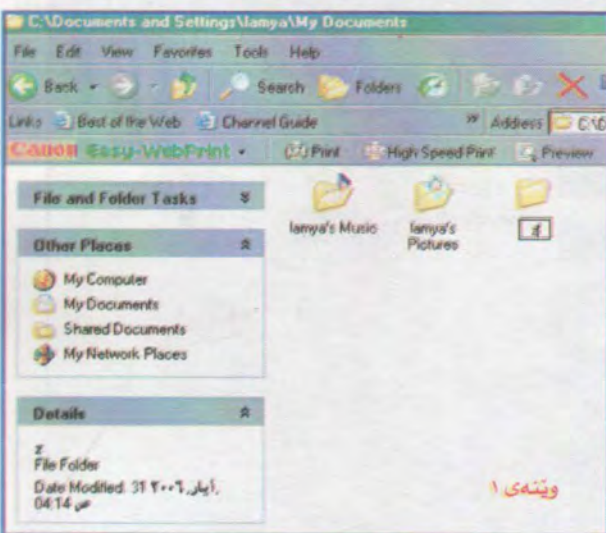 C:\Documents and Settings\lamya\My Documents
File Edit View Favorites Tools Help
Back Search Folders
Links Best of the Web Channel Guide » Address
Canon Easy-WebPrint Print High Speed Print Preview
File and Folder Tasks
lamya's Music
lamya's Pictures
Other Places
My Computer
My Documents
Shared Documents
My Network Places
Details
File Folder
Date Modified: 31 أيار, ٢٠٠٦,
04:14 ص
وێنەی ١